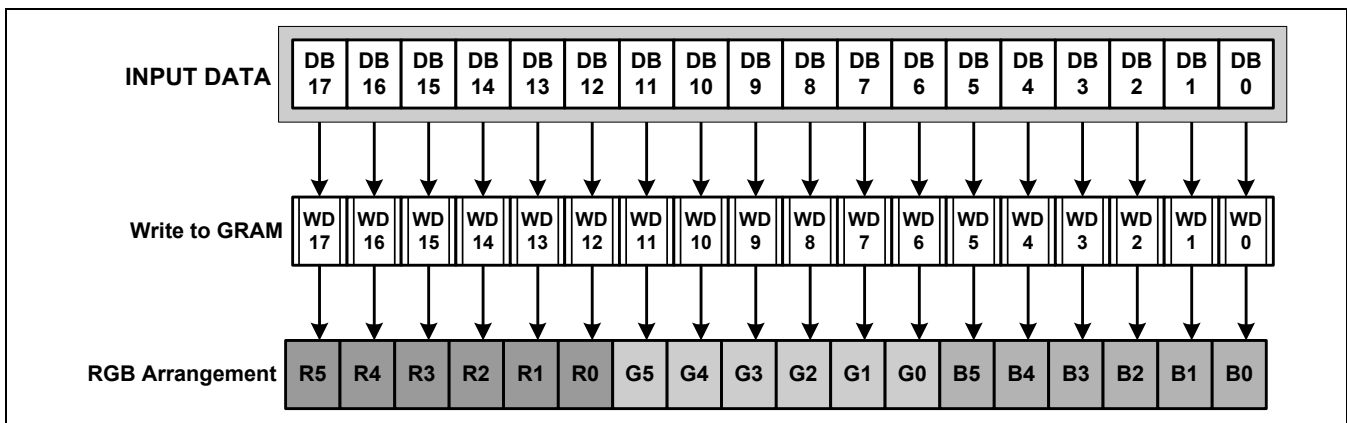 INPUT DATA
DB 17 DB 16 DB 15 DB 14 DB 13 DB 12 DB 11 DB 10 DB 9 DB 8 DB 7 DB 6 DB 5 DB 4 DB 3 DB 2 DB 1 DB 0
Write to GRAM
WD 17 WD 16 WD 15 WD 14 WD 13 WD 12 WD 11 WD 10 WD 9 WD 8 WD 7 WD 6 WD 5 WD 4 WD 3 WD 2 WD 1 WD 0
RGB Arrangement
R5 R4 R3 R2 R1 R0 G5 G4 G3 G2 G1 G0 B5 B4 B3 B2 B1 B0